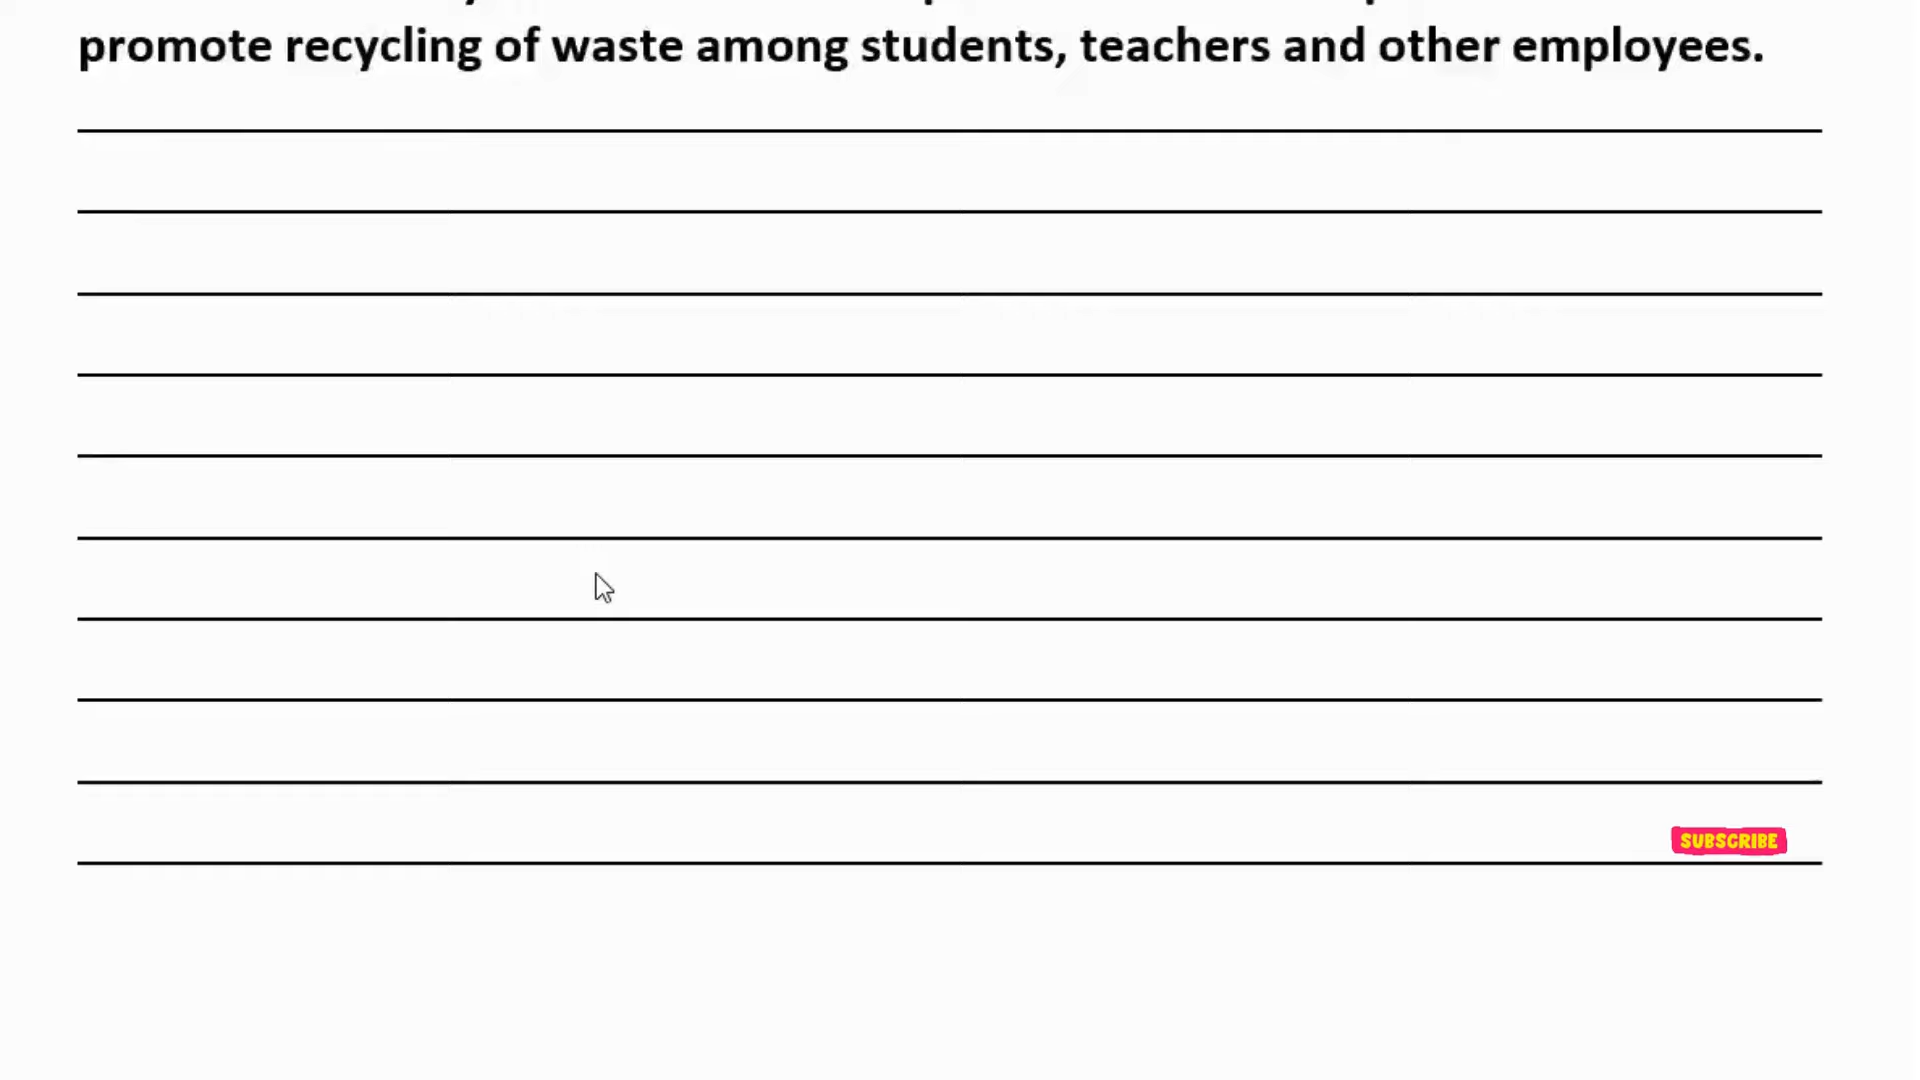 promote recycling of waste among students, teachers and other employees.
SUBSCRIBE